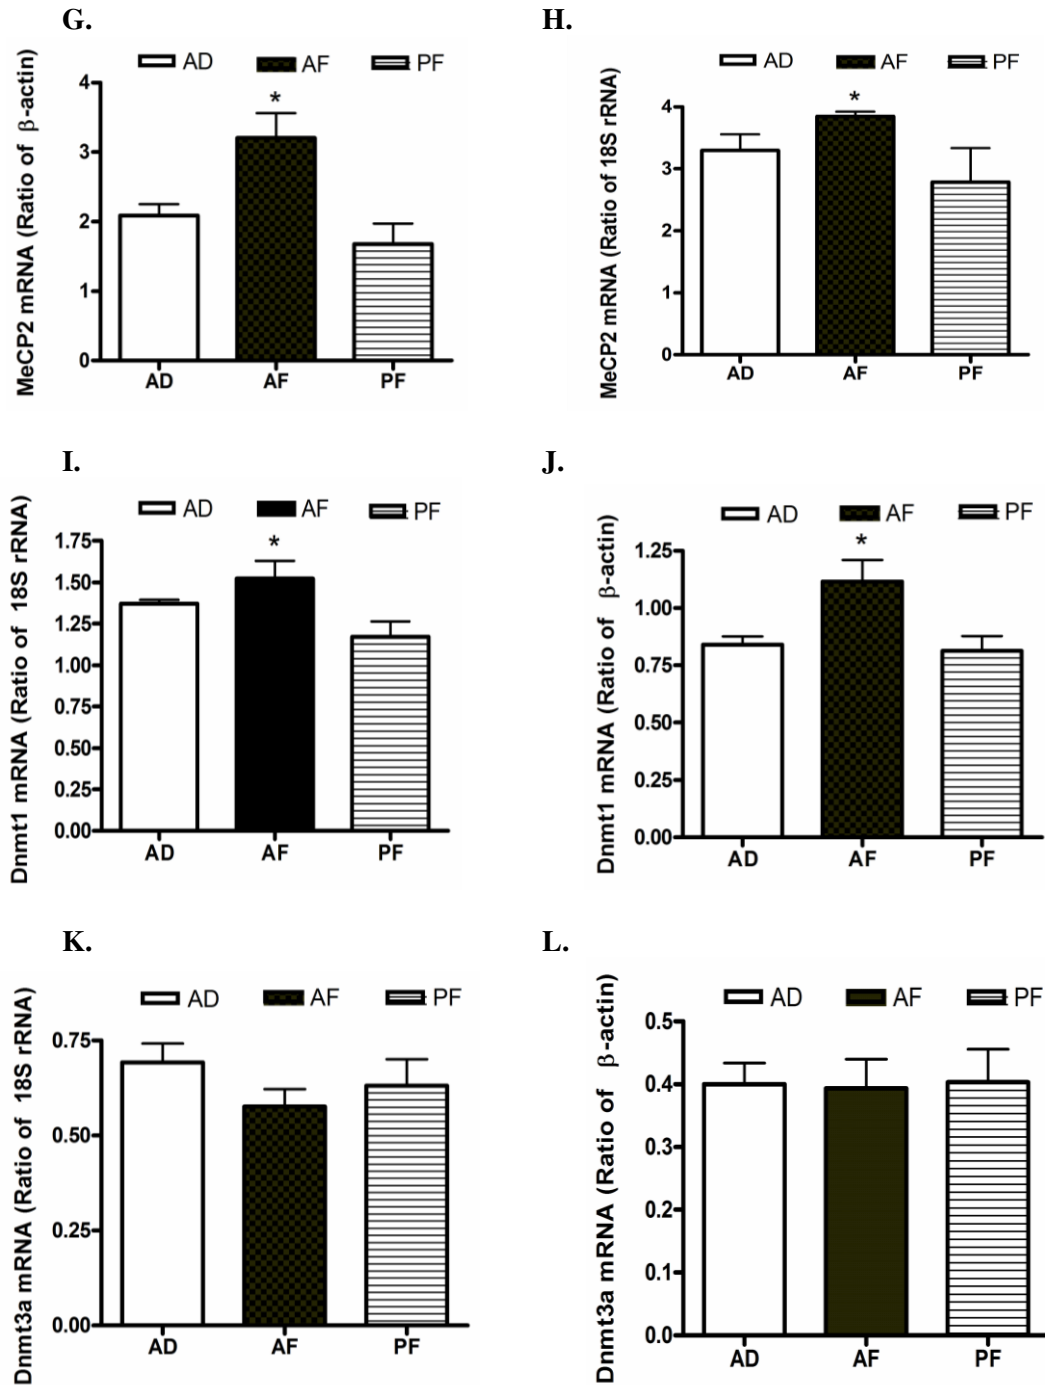 G.
AD AF PF
MeCP2 mRNA (Ratio of β-actin)
4
3
2
1
0
*
AD AF PF
H.
AD AF PF
MeCP2 mRNA (Ratio of 18S rRNA)
4
3
2
1
0
*
AD AF PF
I.
AD AF PF
Dnmt1 mRNA (Ratio of 18S rRNA)
1.75
1.50
1.25
1.00
0.75
0.50
0.25
0.00
*
AD AF PF
J.
AD AF PF
Dnmt1 mRNA (Ratio of β-actin)
1.25
1.00
0.75
0.50
0.25
0.00
*
AD AF PF
K.
AD AF PF
Dnmt3a mRNA (Ratio of 18S rRNA)
0.75
0.50
0.25
0.00
AD AF PF
L.
AD AF PF
Dnmt3a mRNA (Ratio of β-actin)
0.5
0.4
0.3
0.2
0.1
0.0
AD AF PF